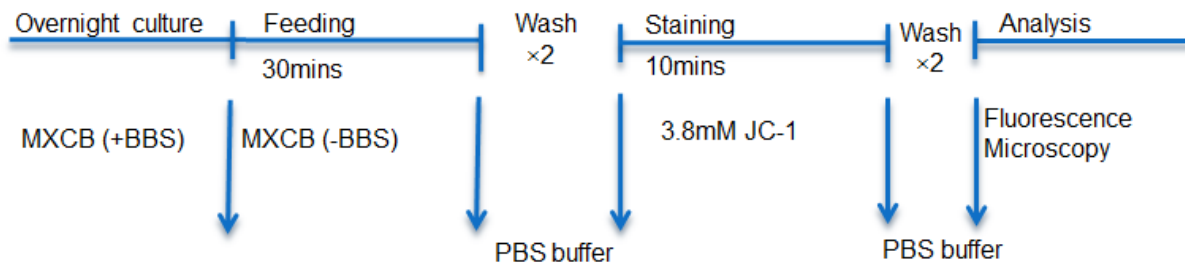 Overnight culture
Feeding
Wash
×2
Staining
Wash
×2
Analysis
30mins
10mins
MXCB (+BBS)
MXCB (-BBS)
3.8mM JC-1
Fluorescence
Microscopy
PBS buffer
PBS buffer